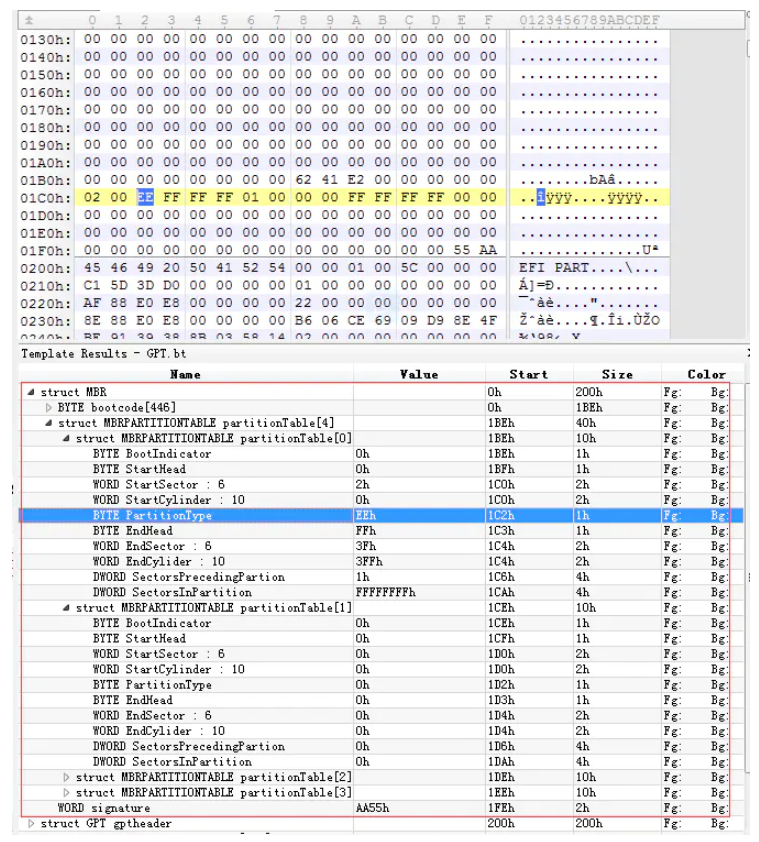 0 1 2 3 4 5 6 7 8 9 A B C D E F 0123456789ABCDEF
0130h: 00 00 00 00 00 00 00 00 00 00 00 00 00 00 00 00 ................
0140h: 00 00 00 00 00 00 00 00 00 00 00 00 00 00 00 00 ................
0150h: 00 00 00 00 00 00 00 00 00 00 00 00 00 00 00 00 ................
0160h: 00 00 00 00 00 00 00 00 00 00 00 00 00 00 00 00 ................
0170h: 00 00 00 00 00 00 00 00 00 00 00 00 00 00 00 00 ................
0180h: 00 00 00 00 00 00 00 00 00 00 00 00 00 00 00 00 ................
0190h: 00 00 00 00 00 00 00 00 00 00 00 00 00 00 00 00 ................
01A0h: 00 00 00 00 00 00 00 00 00 00 00 00 00 00 00 00 ................
01B0h: 00 00 00 00 00 00 00 00 62 41 E2 00 00 00 00 00 ........bAâ.....
01C0h: 02 00 EE FF FF FF 01 00 00 00 FF FF FF FF 00 00 ..îÿÿÿ....ÿÿÿÿ..
01D0h: 00 00 00 00 00 00 00 00 00 00 00 00 00 00 00 00 ................
01E0h: 00 00 00 00 00 00 00 00 00 00 00 00 00 00 00 00 ................
01F0h: 00 00 00 00 00 00 00 00 00 00 00 00 00 00 55 AA ..............Uª
0200h: 45 46 49 20 50 41 52 54 00 00 01 00 5C 00 00 00 EFI PART....\...
0210h: C1 5D 3D D0 00 00 00 00 01 00 00 00 00 00 00 00 Á]=Ð............
0220h: AF 88 E0 E8 00 00 00 00 22 00 00 00 00 00 00 00 ¯ˆàè....".......
0230h: 8E 88 E0 E8 00 00 00 00 B6 06 CE 69 09 D9 8E 4F Žˆàè....¶.Îi.ÙŽO
Template Results - GPT.bt
Name Value Start Size Color
struct MBR 0h 200h Fg: Bg:
BYTE bootcode[446] 0h 1BEh Fg: Bg:
struct MBRPARTITIONTABLE partitionTable[4] 1BEh 40h Fg: Bg:
struct MBRPARTITIONTABLE partitionTable[0] 1BEh 10h Fg: Bg:
BYTE BootIndicator 0h 1BEh 1h Fg: Bg:
BYTE StartHead 0h 1BFh 1h Fg: Bg:
WORD StartSector : 6 2h 1C0h 2h Fg: Bg:
WORD StartCylinder : 10 0h 1C0h 2h Fg: Bg:
BYTE PartitionType EEh 1C2h 1h Fg: Bg:
BYTE EndHead FFh 1C3h 1h Fg: Bg:
WORD EndSector : 6 3Fh 1C4h 2h Fg: Bg:
WORD EndCylider : 10 3FFh 1C4h 2h Fg: Bg:
DWORD SectorsPrecedingPartion 1h 1C6h 4h Fg: Bg:
DWORD SectorsInPartition FFFFFFFFh 1CAh 4h Fg: Bg:
struct MBRPARTITIONTABLE partitionTable[1] 1CEh 10h Fg: Bg:
BYTE BootIndicator 0h 1CEh 1h Fg: Bg:
BYTE StartHead 0h 1CFh 1h Fg: Bg:
WORD StartSector : 6 0h 1D0h 2h Fg: Bg:
WORD StartCylinder : 10 0h 1D0h 2h Fg: Bg:
BYTE PartitionType 0h 1D2h 1h Fg: Bg:
BYTE EndHead 0h 1D3h 1h Fg: Bg:
WORD EndSector : 6 0h 1D4h 2h Fg: Bg:
WORD EndCylider : 10 0h 1D4h 2h Fg: Bg:
DWORD SectorsPrecedingPartion 0h 1D6h 4h Fg: Bg:
DWORD SectorsInPartition 0h 1DAh 4h Fg: Bg:
struct MBRPARTITIONTABLE partitionTable[2] 1DEh 10h Fg: Bg:
struct MBRPARTITIONTABLE partitionTable[3] 1EEh 10h Fg: Bg:
WORD signature AA55h 1FEh 2h Fg: Bg:
struct GPT gptheader 200h 200h Fg: Bg: